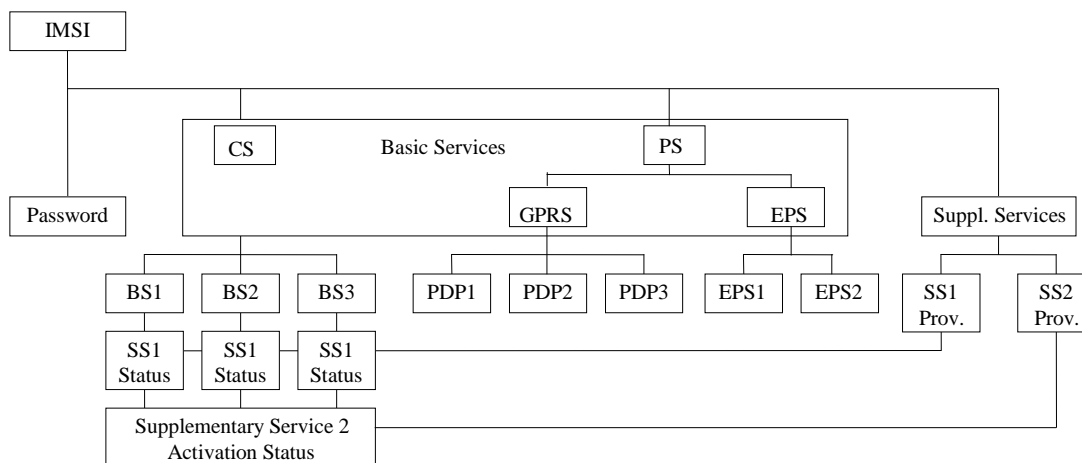 IMSI
CS
Basic Services
PS
Password
GPRS
EPS
Suppl. Services
BS1
BS2
BS3
PDP1
PDP2
PDP3
EPS1
EPS2
SS1
Prov.
SS2
Prov.
SS1
Status
SS1
Status
SS1
Status
Supplementary Service 2
Activation Status